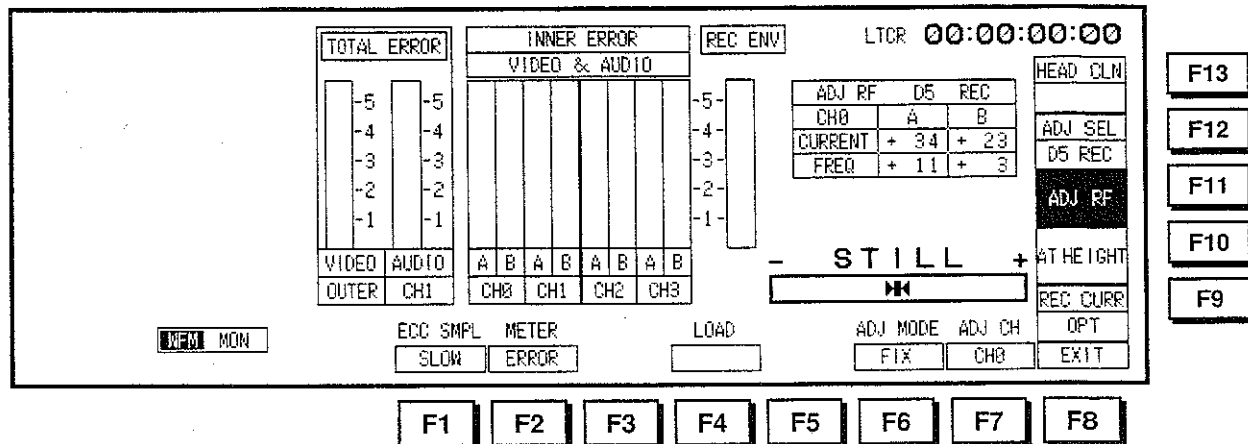 TOTAL ERROR
INNER ERROR
VIDEO & AUDIO
REC ENV
LTCR 00:00:00:00
-5 -5 -5-
-4 -4 -4-
-3 -3 -3-
-2 -2 -2-
-1 -1 -1-
VIDEO AUDIO A B A B A B A B
OUTER CH1 CH0 CH1 CH2 CH3
ADJ RF D5 REC
CH0 A B
CURRENT + 34 + 23
FREQ + 11 + 3
- STILL +
HEAD CLN
ADJ SEL
D5 REC
ADJ RF
AT HEIGHT
REC CURR
OPT
EXIT
WFM MON
ECC SMPL METER LOAD ADJ MODE ADJ CH
SLOW ERROR FIX CH0
F13
F12
F11
F10
F9
F1 F2 F3 F4 F5 F6 F7 F8